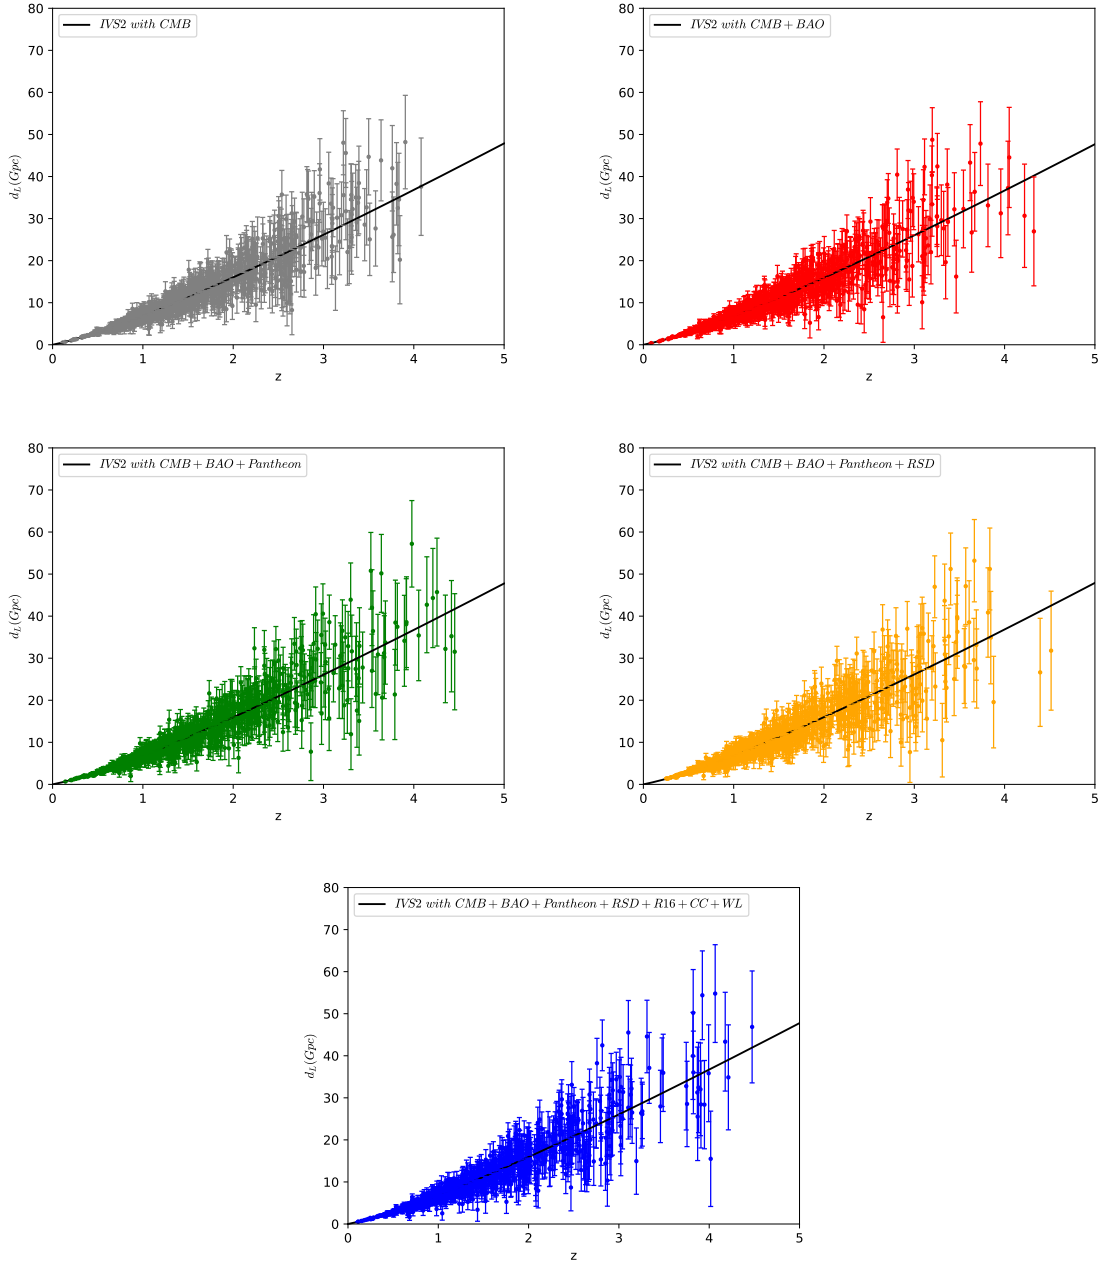 IVS2 with CMB
80
70
60
50
40
30
20
10
0
d_L(Gpc)
0 1 2 3 4 5
z
IVS2 with CMB + BAO
80
70
60
50
40
30
20
10
0
d_L(Gpc)
0 1 2 3 4 5
z
IVS2 with CMB + BAO + Pantheon
80
70
60
50
40
30
20
10
0
d_L(Gpc)
0 1 2 3 4 5
z
IVS2 with CMB + BAO + Pantheon + RSD
80
70
60
50
40
30
20
10
0
d_L(Gpc)
0 1 2 3 4 5
z
IVS2 with CMB + BAO + Pantheon + RSD + R16 + CC + WL
80
70
60
50
40
30
20
10
0
d_L(Gpc)
0 1 2 3 4 5
z